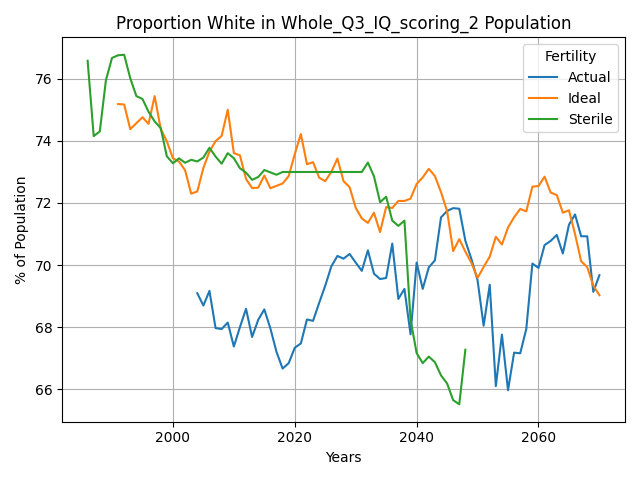 Proportion White in Whole_Q3_IQ_scoring_2 Population
Fertility
Actual
Ideal
Sterile
% of Population
76
74
72
70
68
66
2000
2020
2040
2060
Years